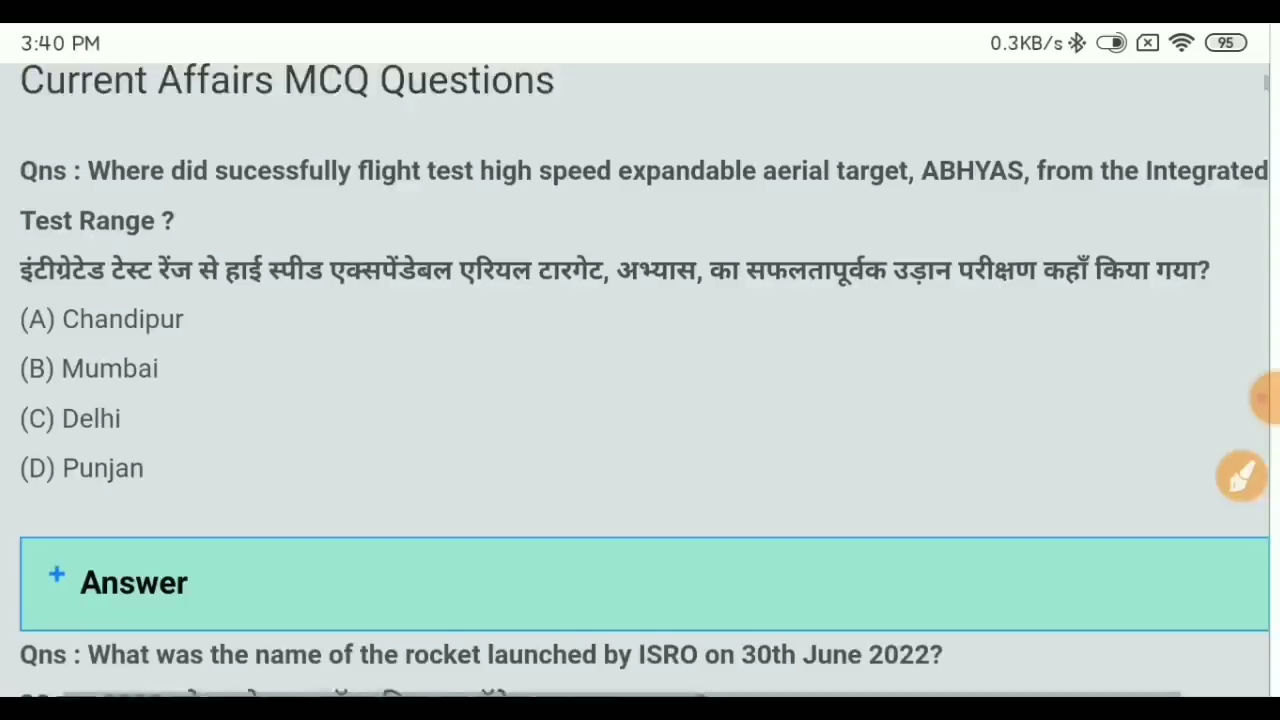 3:40 PM 0.3KB/s 95
Current Affairs MCQ Questions
Qns : Where did sucessfully flight test high speed expandable aerial target, ABHYAS, from the Integrated
Test Range ?
इंटीग्रेटेड टेस्ट रेंज से हाई स्पीड एक्सपेंडेबल एरियल टारगेट, अभ्यास, का सफलतापूर्वक उड़ान परीक्षण कहाँ किया गया?
(A) Chandipur
(B) Mumbai
(C) Delhi
(D) Punjan
+ Answer
Qns : What was the name of the rocket launched by ISRO on 30th June 2022?